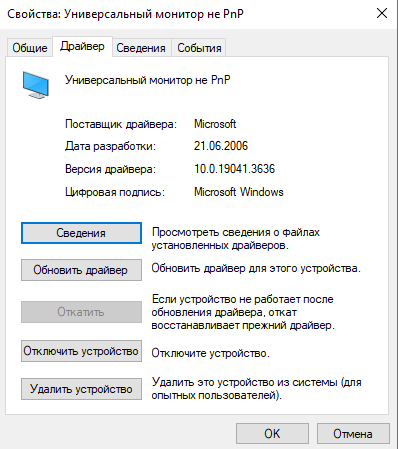 Свойства: Универсальный монитор не PnP
Общие Драйвер Сведения События
Универсальный монитор не PnP
Поставщик драйвера: Microsoft
Дата разработки: 21.06.2006
Версия драйвера: 10.0.19041.3636
Цифровая подпись: Microsoft Windows
Сведения
Просмотреть сведения о файлах
установленных драйверов.
Обновить драйвер
Обновить драйвер для этого устройства.
Откатить
Если устройство не работает после
обновления драйвера, откат
восстанавливает прежний драйвер.
Отключить устройство
Отключите устройство.
Удалить устройство
Удалить это устройство из системы (для
опытных пользователей).
OK Отмена